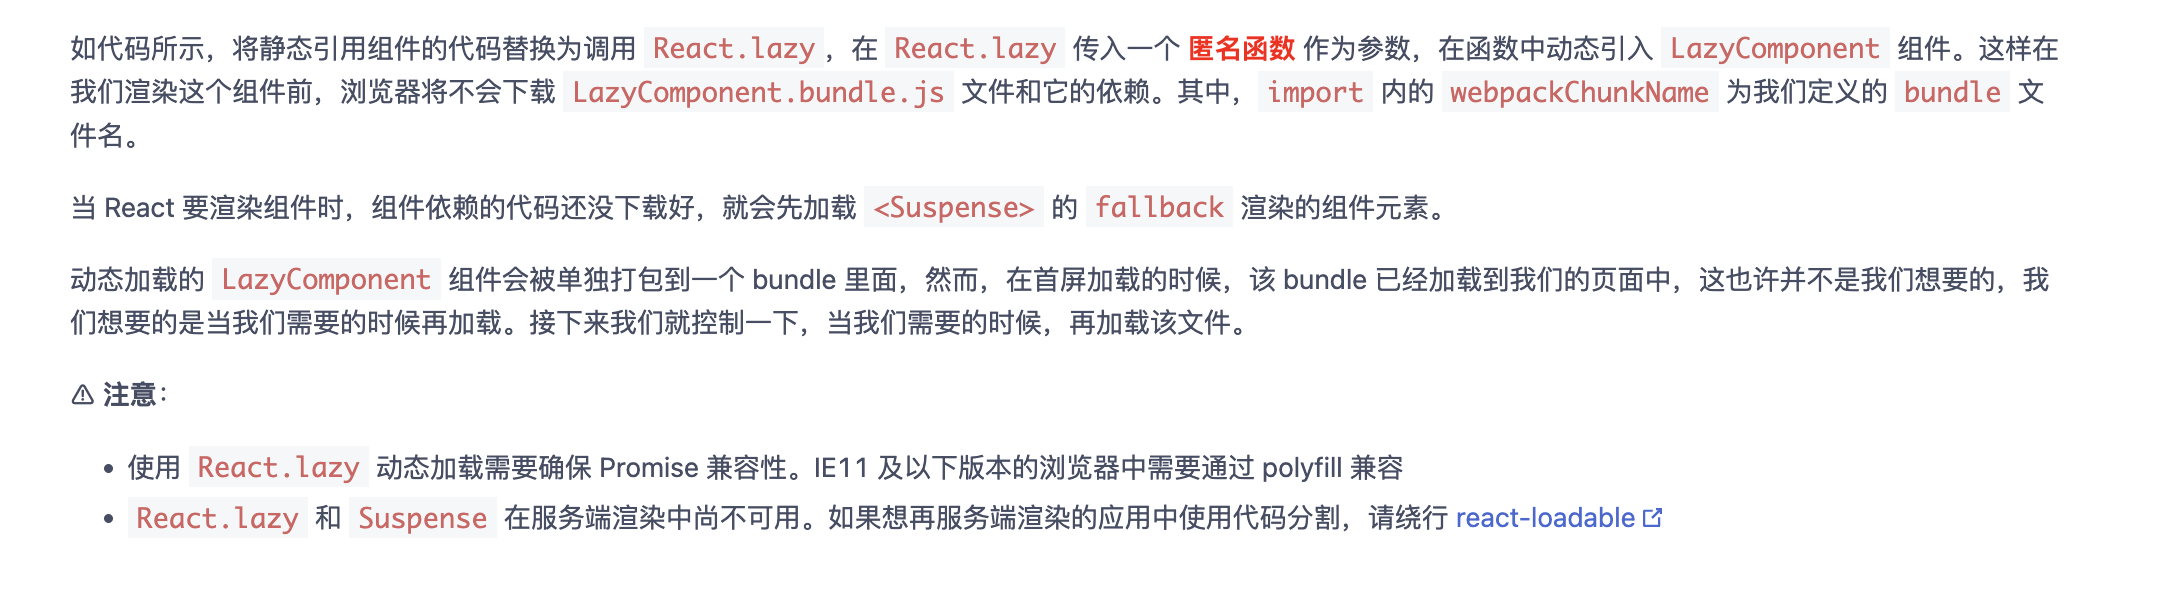 如代码所示，将静态引用组件的代码替换为调用 React.lazy ，在 React.lazy 传入一个 匿名函数 作为参数，在函数中动态引入 LazyComponent 组件。这样在
我们渲染这个组件前，浏览器将不会下载 LazyComponent.bundle.js 文件和它的依赖。其中， import 内的 webpackChunkName 为我们定义的 bundle 文
件名。
当 React 要渲染组件时，组件依赖的代码还没下载好，就会先加载 <Suspense> 的 fallback 渲染的组件元素。
动态加载的 LazyComponent 组件会被单独打包到一个 bundle 里面，然而，在首屏加载的时候，该 bundle 已经加载到我们的页面中，这也许并不是我们想要的，我
们想要的是当我们需要的时候再加载。接下来我们就控制一下，当我们需要的时候，再加载该文件。
⚠ 注意：
• 使用 React.lazy 动态加载需要确保 Promise 兼容性。IE11 及以下版本的浏览器中需要通过 polyfill 兼容
• React.lazy 和 Suspense 在服务端渲染中尚不可用。如果想再服务端渲染的应用中使用代码分割，请绕行 react-loadable